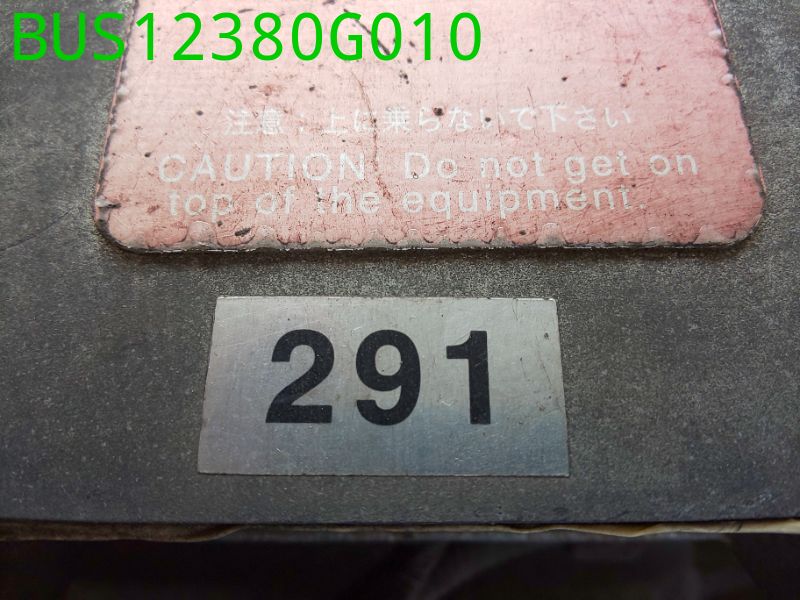 BUS12380G010
注意：上に乗らないで下さい
CAUTION: Do not get on
top of the equipment.
291